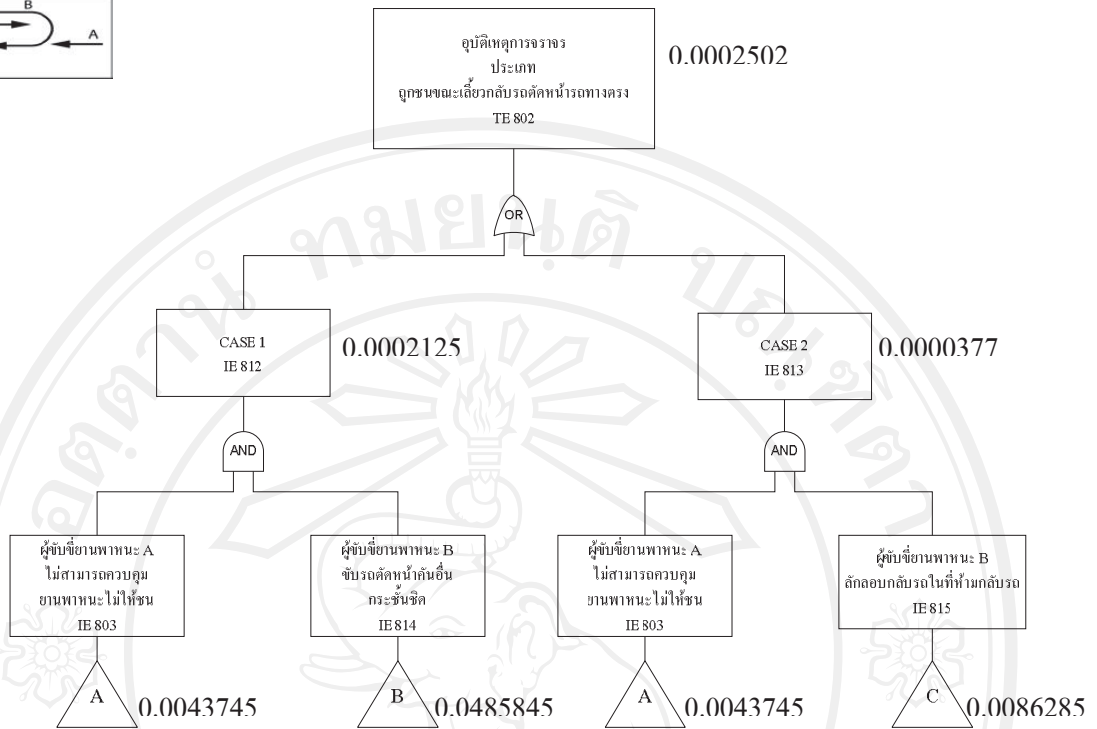 B
A
อุบัติเหตุการจราจร
ประเภท
ถูกชนขณะเลี้ยวกลับรถตัดหน้ารถทางตรง
TE 802
0.0002502
OR
CASE 1
IE 812
0.0002125
CASE 2
IE 813
0.0000377
AND
AND
ผู้ขับขี่ยานพาหนะ A
ไม่สามารถควบคุม
ยานพาหนะไม่ให้ชน
IE 803
ผู้ขับขี่ยานพาหนะ B
ขับรถตัดหน้าคันอื่น
กระชั้นชิด
IE 814
ผู้ขับขี่ยานพาหนะ A
ไม่สามารถควบคุม
ยานพาหนะไม่ให้ชน
IE 803
ผู้ขับขี่ยานพาหนะ B
ลักลอบกลับรถในที่ห้ามกลับรถ
IE 815
A
0.0043745
B
0.0485845
A
0.0043745
C
0.0086285